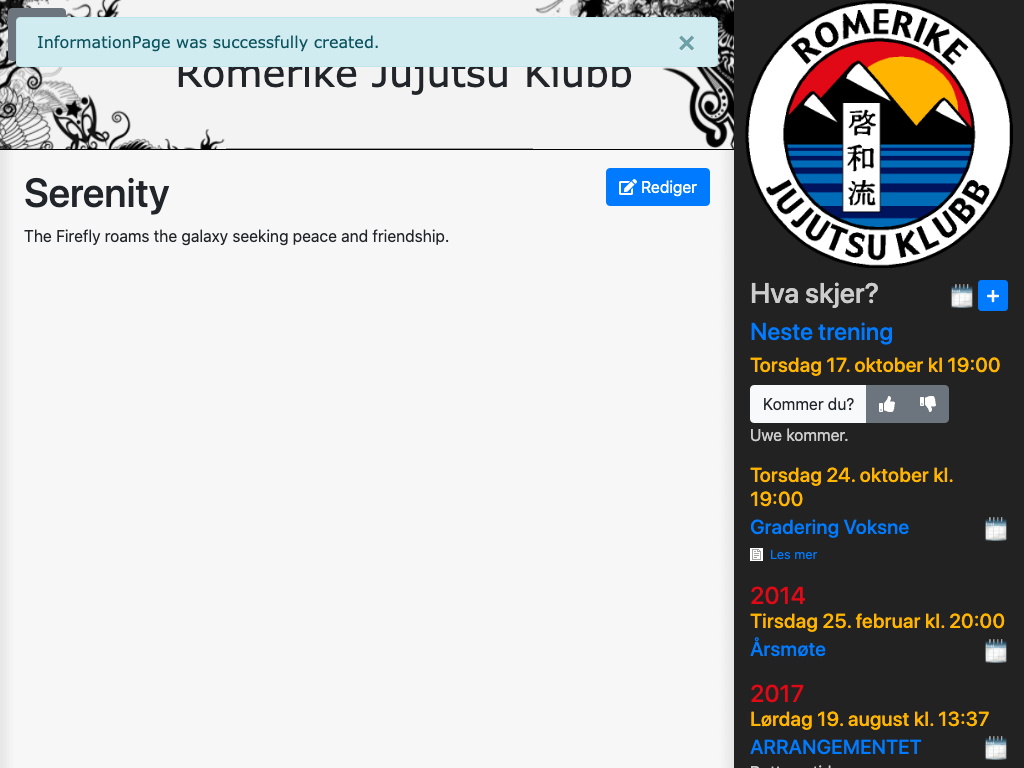 InformationPage was successfully created.
×
Romerike Jujutsu Klubb
Serenity
Rediger
The Firefly roams the galaxy seeking peace and friendship.
ROMERIKE
啓和流
JUJUTSU KLUBB
Hva skjer?
+
Neste trening
Torsdag 17. oktober kl 19:00
Kommer du?
Uwe kommer.
Torsdag 24. oktober kl.
19:00
Gradering Voksne
Les mer
2014
Tirsdag 25. februar kl. 20:00
Årsmøte
2017
Lørdag 19. august kl. 13:37
ARRANGEMENTET